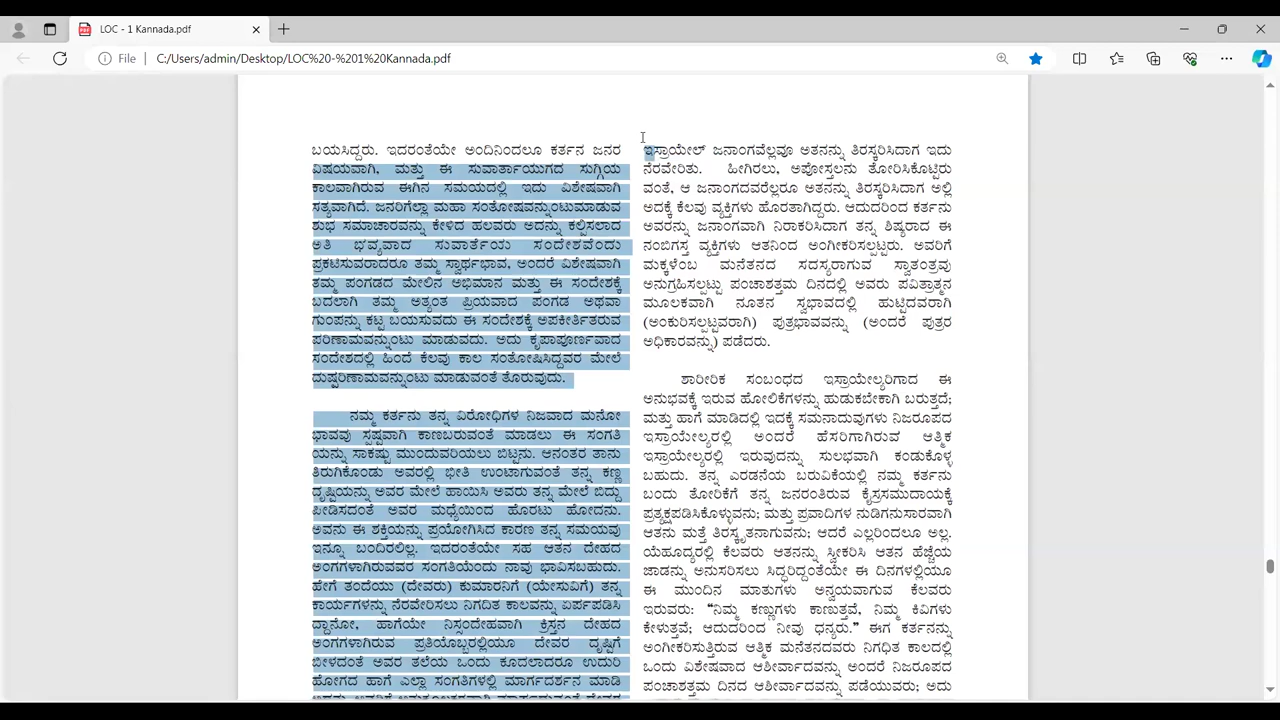 LOC - 1 Kannada.pdf
File
C:/Users/admin/Desktop/LOC%20-%201%20Kannada.pdf
ಬಯಸಿದ್ದರು. ಇದರಂತೆಯೇ ಅಂದಿನಿಂದಲೂ ಕರ್ತನ ಜನರ
ವಿಷಯವಾಗಿ, ಮತ್ತು ಈ ಸುವಾರ್ತಾಯುಗದ ಸುಗ್ಗಿಯ
ಕಾಲವಾಗಿರುವ ಈಗಿನ ಸಮಯದಲ್ಲಿ ಇದು ವಿಶೇಷವಾಗಿ
ಸತ್ಯವಾಗಿದೆ. ಜನರಿಗೆಲ್ಲಾ ಮಹಾ ಸಂತೋಷವನ್ನುಂಟುಮಾಡುವ
ಶುಭ ಸಮಾಚಾರವನ್ನು ಕೇಳಿದ ಹಲವರು ಅದನ್ನು ಕಲ್ಪಿಸಲಾದ
ಅತಿ ಭವ್ಯವಾದ ಸುವಾರ್ತೆಯ ಸಂದೇಶವೆಂದು
ಪ್ರಕಟಿಸುವರಾದರೂ ತಮ್ಮ ಸ್ವಾರ್ಥಭಾವ, ಅಂದರೆ ವಿಶೇಷವಾಗಿ
ತಮ್ಮ ಪಂಗಡದ ಮೇಲಿನ ಅಭಿಮಾನ ಮತ್ತು ಈ ಸಂದೇಶಕ್ಕೆ
ಬದಲಾಗಿ ತಮ್ಮ ಅತ್ಯಂತ ಪ್ರಿಯವಾದ ಪಂಗಡ ಅಥವಾ
ಗುಂಪನ್ನು ಕಟ್ಟ ಬಯಸುವದು ಈ ಸಂದೇಶಕ್ಕೆ ಅಪಕೀರ್ತಿತರುವ
ಪರಿಣಾಮವನ್ನುಂಟು ಮಾಡುವದು. ಅದು ಕೃಪಾಪೂರ್ಣವಾದ
ಸಂದೇಶದಲ್ಲಿ ಹಿಂದೆ ಕೆಲವು ಕಾಲ ಸಂತೋಷಿಸಿದ್ದವರ ಮೇಲೆ
ದುಷ್ಪರಿಣಾಮವನ್ನುಂಟು ಮಾಡುವಂತೆ ತೊರುವುದು.
ನಮ್ಮ ಕರ್ತನು ತನ್ನ ವಿರೋಧಿಗಳ ನಿಜವಾದ ಮನೋ
ಭಾವವು ಸ್ಪಷ್ಟವಾಗಿ ಕಾಣಬರುವಂತೆ ಮಾಡಲು ಈ ಸಂಗತಿ
ಯನ್ನು ಸಾಕಷ್ಟು ಮುಂದುವರಿಯಲು ಬಿಟ್ಟನು. ಆನಂತರ ತಾನು
ತಿರುಗಿಕೊಂಡು ಅವರಲ್ಲಿ ಭೀತಿ ಉಂಟಾಗುವಂತೆ ತನ್ನ ಕಣ್ಣ
ದೃಷ್ಟಿಯನ್ನು ಅವರ ಮೇಲೆ ಹಾಯಿಸಿ ಅವರು ತನ್ನ ಮೇಲೆ ಬಿದ್ದು
ಪೀಡಿಸದಂತೆ ಅವರ ಮಧ್ಯೆಯಿಂದ ಹೊರಟು ಹೋದನು.
ಅವನು ಈ ಶಕ್ತಿಯನ್ನು ಪ್ರಯೋಗಿಸಿದ ಕಾರಣ ತನ್ನ ಸಮಯವು
ಇನ್ನೂ ಬಂದಿರಲಿಲ್ಲ. ಇದರಂತೆಯೇ ಸಹ ಆತನ ದೇಹದ
ಅಂಗಗಳಾಗಿರುವವರ ಸಂಗತಿಯೆಂದು ನಾವು ಭಾವಿಸಬಹುದು.
ಹೇಗೆ ತಂದೆಯು (ದೇವರು) ಕುಮಾರನಿಗೆ (ಯೇಸುವಿಗೆ) ತನ್ನ
ಕಾರ್ಯಗಳನ್ನು ನೆರವೇರಿಸಲು ನಿಗದಿತ ಕಾಲವನ್ನು ಏರ್ಪಪಡಿಸಿ
ದ್ದಾನೋ, ಹಾಗೆಯೇ ನಿಸ್ಸಂದೇಹವಾಗಿ ಕ್ರಿಸ್ತನ ದೇಹದ
ಅಂಗಗಳಾಗಿರುವ ಪ್ರತಿಯೊಬ್ಬರಲ್ಲಿಯೂ ದೇವರ ದೃಷ್ಟಿಗೆ
ಬೀಳದಂತೆ ಅವರ ತಲೆಯ ಒಂದು ಕೂದಲಾದರೂ ಉದುರಿ
ಹೋಗದ ಹಾಗೆ ಎಲ್ಲಾ ಸಂಗತಿಗಳಲ್ಲಿ ಮಾರ್ಗದರ್ಶನ ಮಾಡಿ
ಇಸ್ರಾಯೇಲ್ ಜನಾಂಗವೆಲ್ಲವೂ ಅತನನ್ನು ತಿರಸ್ಕರಿಸಿದಾಗ ಇದು
ನೆರವೇರಿತು. ಹೀಗಿರಲು, ಅಪೋಸ್ತಲನು ತೋರಿಸಿಕೊಟ್ಟಿರು
ವಂತೆ, ಆ ಜನಾಂಗದವರೆಲ್ಲರೂ ಅತನನ್ನು ತಿರಸ್ಕರಿಸಿದಾಗ ಅಲ್ಲಿ
ಅದಕ್ಕೆ ಕೆಲವು ವ್ಯಕ್ತಿಗಳು ಹೊರತಾಗಿದ್ದರು. ಆದುದರಿಂದ ಕರ್ತನು
ಅವರನ್ನು ಜನಾಂಗವಾಗಿ ನಿರಾಕರಿಸಿದಾಗ ತನ್ನ ಶಿಷ್ಯರಾದ ಈ
ನಂಬಿಗಸ್ತ ವ್ಯಕ್ತಿಗಳು ಆತನಿಂದ ಅಂಗೀಕರಿಸಲ್ಪಟ್ಟರು. ಅವರಿಗೆ
ಮಕ್ಕಳೆಂಬ ಮನೆತನದ ಸದಸ್ಯರಾಗುವ ಸ್ವಾತಂತ್ರವು
ಅನುಗ್ರಹಿಸಲ್ಪಟ್ಟು ಪಂಚಾಶತ್ತಮ ದಿನದಲ್ಲಿ ಅವರು ಪವಿತ್ರಾತ್ಮನ
ಮೂಲಕವಾಗಿ ನೂತನ ಸ್ವಭಾವದಲ್ಲಿ ಹುಟ್ಟಿದವರಾಗಿ
(ಅಂಕುರಿಸಲ್ಪಟ್ಟವರಾಗಿ) ಪುತ್ರಭಾವವನ್ನು (ಅಂದರೆ ಪುತ್ರರ
ಅಧಿಕಾರವನ್ನು) ಪಡೆದರು.
ಶಾರೀರಿಕ ಸಂಬಂಧದ ಇಸ್ರಾಯೇಲ್ಯರಿಗಾದ ಈ
ಅನುಭವಕ್ಕೆ ಇರುವ ಹೋಲಿಕೆಗಳನ್ನು ಹುಡುಕಬೇಕಾಗಿ ಬರುತ್ತದೆ;
ಮತ್ತು ಹಾಗೆ ಮಾಡಿದಲ್ಲಿ ಇದಕ್ಕೆ ಸಮನಾದುವುಗಳು ನಿಜರೂಪದ
ಇಸ್ರಾಯೇಲ್ಯರಲ್ಲಿ ಅಂದರೆ ಹೆಸರಿಗಾಗಿರುವ ಆತ್ಮಿಕ
ಇಸ್ರಾಯೇಲ್ಯರಲ್ಲಿ ಇರುವುದನ್ನು ಸುಲಭವಾಗಿ ಕಂಡುಕೊಳ್ಳ
ಬಹುದು. ತನ್ನ ಎರಡನೆಯ ಬರುವಿಕೆಯಲ್ಲಿ ನಮ್ಮ ಕರ್ತನು
ಬಂದು ತೋರಿಕೆಗೆ ತನ್ನ ಜನರಂತಿರುವ ಕೈಸ್ರಸಮುದಾಯಕ್ಕೆ
ಪ್ರತ್ಯಕ್ಷಪಡಿಸಿಕೊಳ್ಳುವನು; ಮತ್ತು ಪ್ರವಾದಿಗಳ ನುಡಿಗನುಸಾರವಾಗಿ
ಆತನು ಮತ್ತೆ ತಿರಸ್ಕೃತನಾಗುವನು; ಆದರೆ ಎಲ್ಲರಿಂದಲೂ ಅಲ್ಲ.
ಯೆಹೂದ್ಯರಲ್ಲಿ ಕೆಲವರು ಆತನನ್ನು ಸ್ವೀಕರಿಸಿ ಆತನ ಹೆಚ್ಚೆಯ
ಜಾಡನ್ನು ಅನುಸರಿಸಲು ಸಿದ್ಧರಿದ್ದಂತೆಯೇ ಈ ದಿನಗಳಲ್ಲಿಯೂ
ಈ ಮುಂದಿನ ಮಾತುಗಳು ಅನ್ವಯವಾಗುವ ಕೆಲವರು
ಇರುವರು: “ನಿಮ್ಮ ಕಣ್ಣುಗಳು ಕಾಣುತ್ತವೆ, ನಿಮ್ಮ ಕಿವಿಗಳು
ಕೇಳುತ್ತವೆ; ಆದುದರಿಂದ ನೀವು ಧನ್ಯರು.” ಈಗ ಕರ್ತನನ್ನು
ಅಂಗೀಕರಿಸುತ್ತಿರುವ ಆತ್ಮಿಕ ಮನೆತನದವರು ನಿಗಧಿತ ಕಾಲದಲ್ಲಿ
ಒಂದು ವಿಶೇಷವಾದ ಆಶೀರ್ವಾದವನ್ನು ಅಂದರೆ ನಿಜರೂಪದ
ಪಂಚಾಶತ್ತಮ ದಿನದ ಆಶೀರ್ವಾದವನ್ನು ಪಡೆಯುವರು; ಅದು